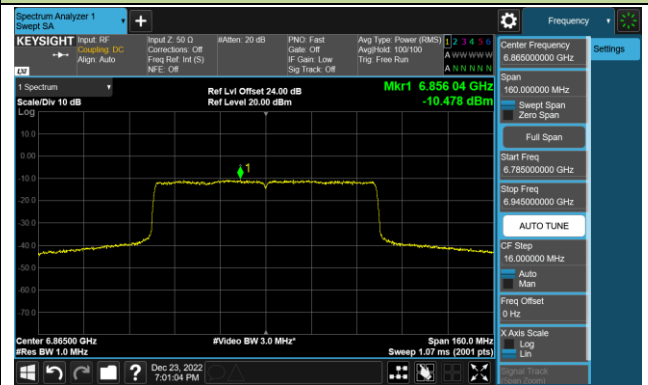 Spectrum Analyzer 1
Swept SA
+
Frequency
KEYSIGHT
Input: RF
Coupling: DC
Align: Auto
Input Z: 50 Ω
Corrections: Off
Freq Ref: Int (S)
NFE: Off
#Atten: 20 dB
PNO: Fast
Gate: Off
IF Gain: Low
Sig Track: Off
Avg Type: Power (RMS)
Avg|Hold: 100/100
Trig: Free Run
1 2 3 4 5 6
A W W W W W
A N N N N N
LXI
1 Spectrum
Scale/Div 10 dB
Log
Ref Lvl Offset 24.00 dB
Ref Level 20.00 dBm
Mkr1 6.856 04 GHz
-10.478 dBm
10.0
0.00
-10.0
-20.0
-30.0
-40.0
-50.0
-60.0
-70.0
1
Center 6.86500 GHz
#Res BW 1.0 MHz
#Video BW 3.0 MHz*
Span 160.0 MHz
Sweep 1.07 ms (2001 pts)
Dec 23, 2022
7:01:04 PM
?
Center Frequency
6.865000000 GHz
Settings
Span
160.000000 MHz
Swept Span
Zero Span
Full Span
Start Freq
6.785000000 GHz
Stop Freq
6.945000000 GHz
AUTO TUNE
CF Step
16.000000 MHz
Auto
Man
Freq Offset
0 Hz
X Axis Scale
Log
Lin
Signal Track
(Span Zoom)